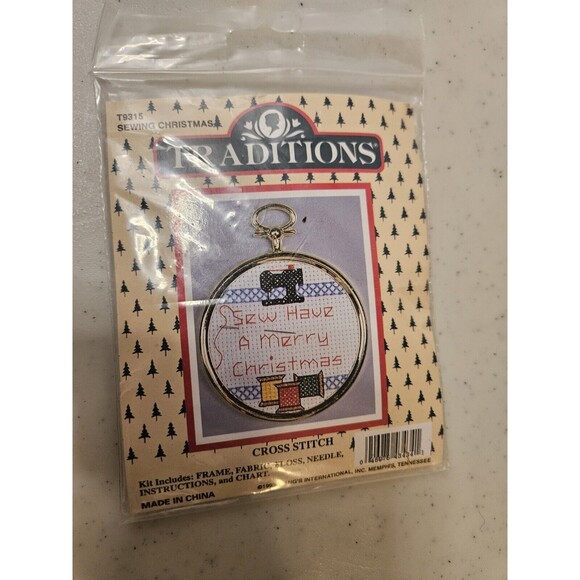 T9315
SEWING CHRISTMAS
TRADITIONS
Sew Have
A Merry
Christmas
CROSS STITCH
Kit Includes: FRAME, FABRIC, FLOSS, NEEDLE,
INSTRUCTIONS, and CHART.
INTERNATIONAL, INC. MEMPHIS, TENNESSEE
MADE IN CHINA